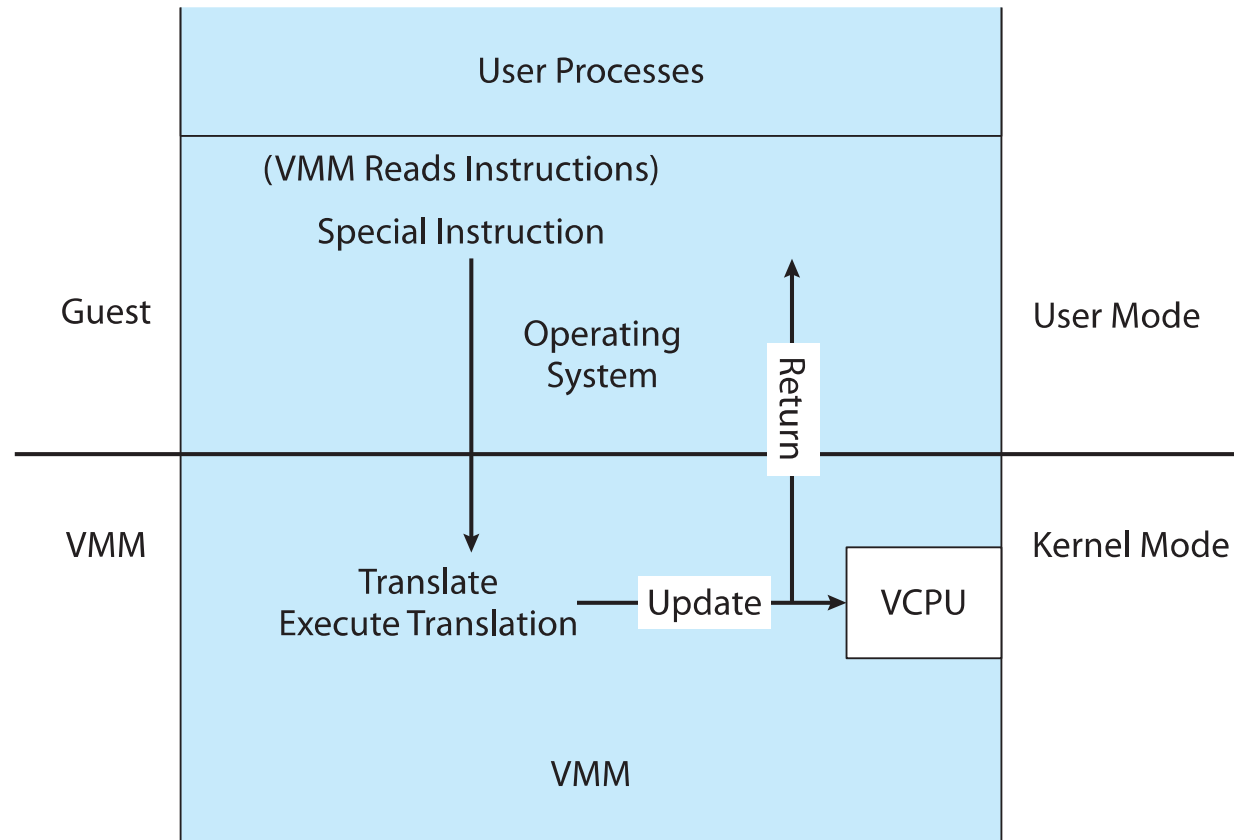 User Processes
(VMM Reads Instructions)
Special Instruction
Guest
Operating
System
User Mode
Return
VMM
Kernel Mode
Translate
Execute Translation
Update
VCPU
VMM